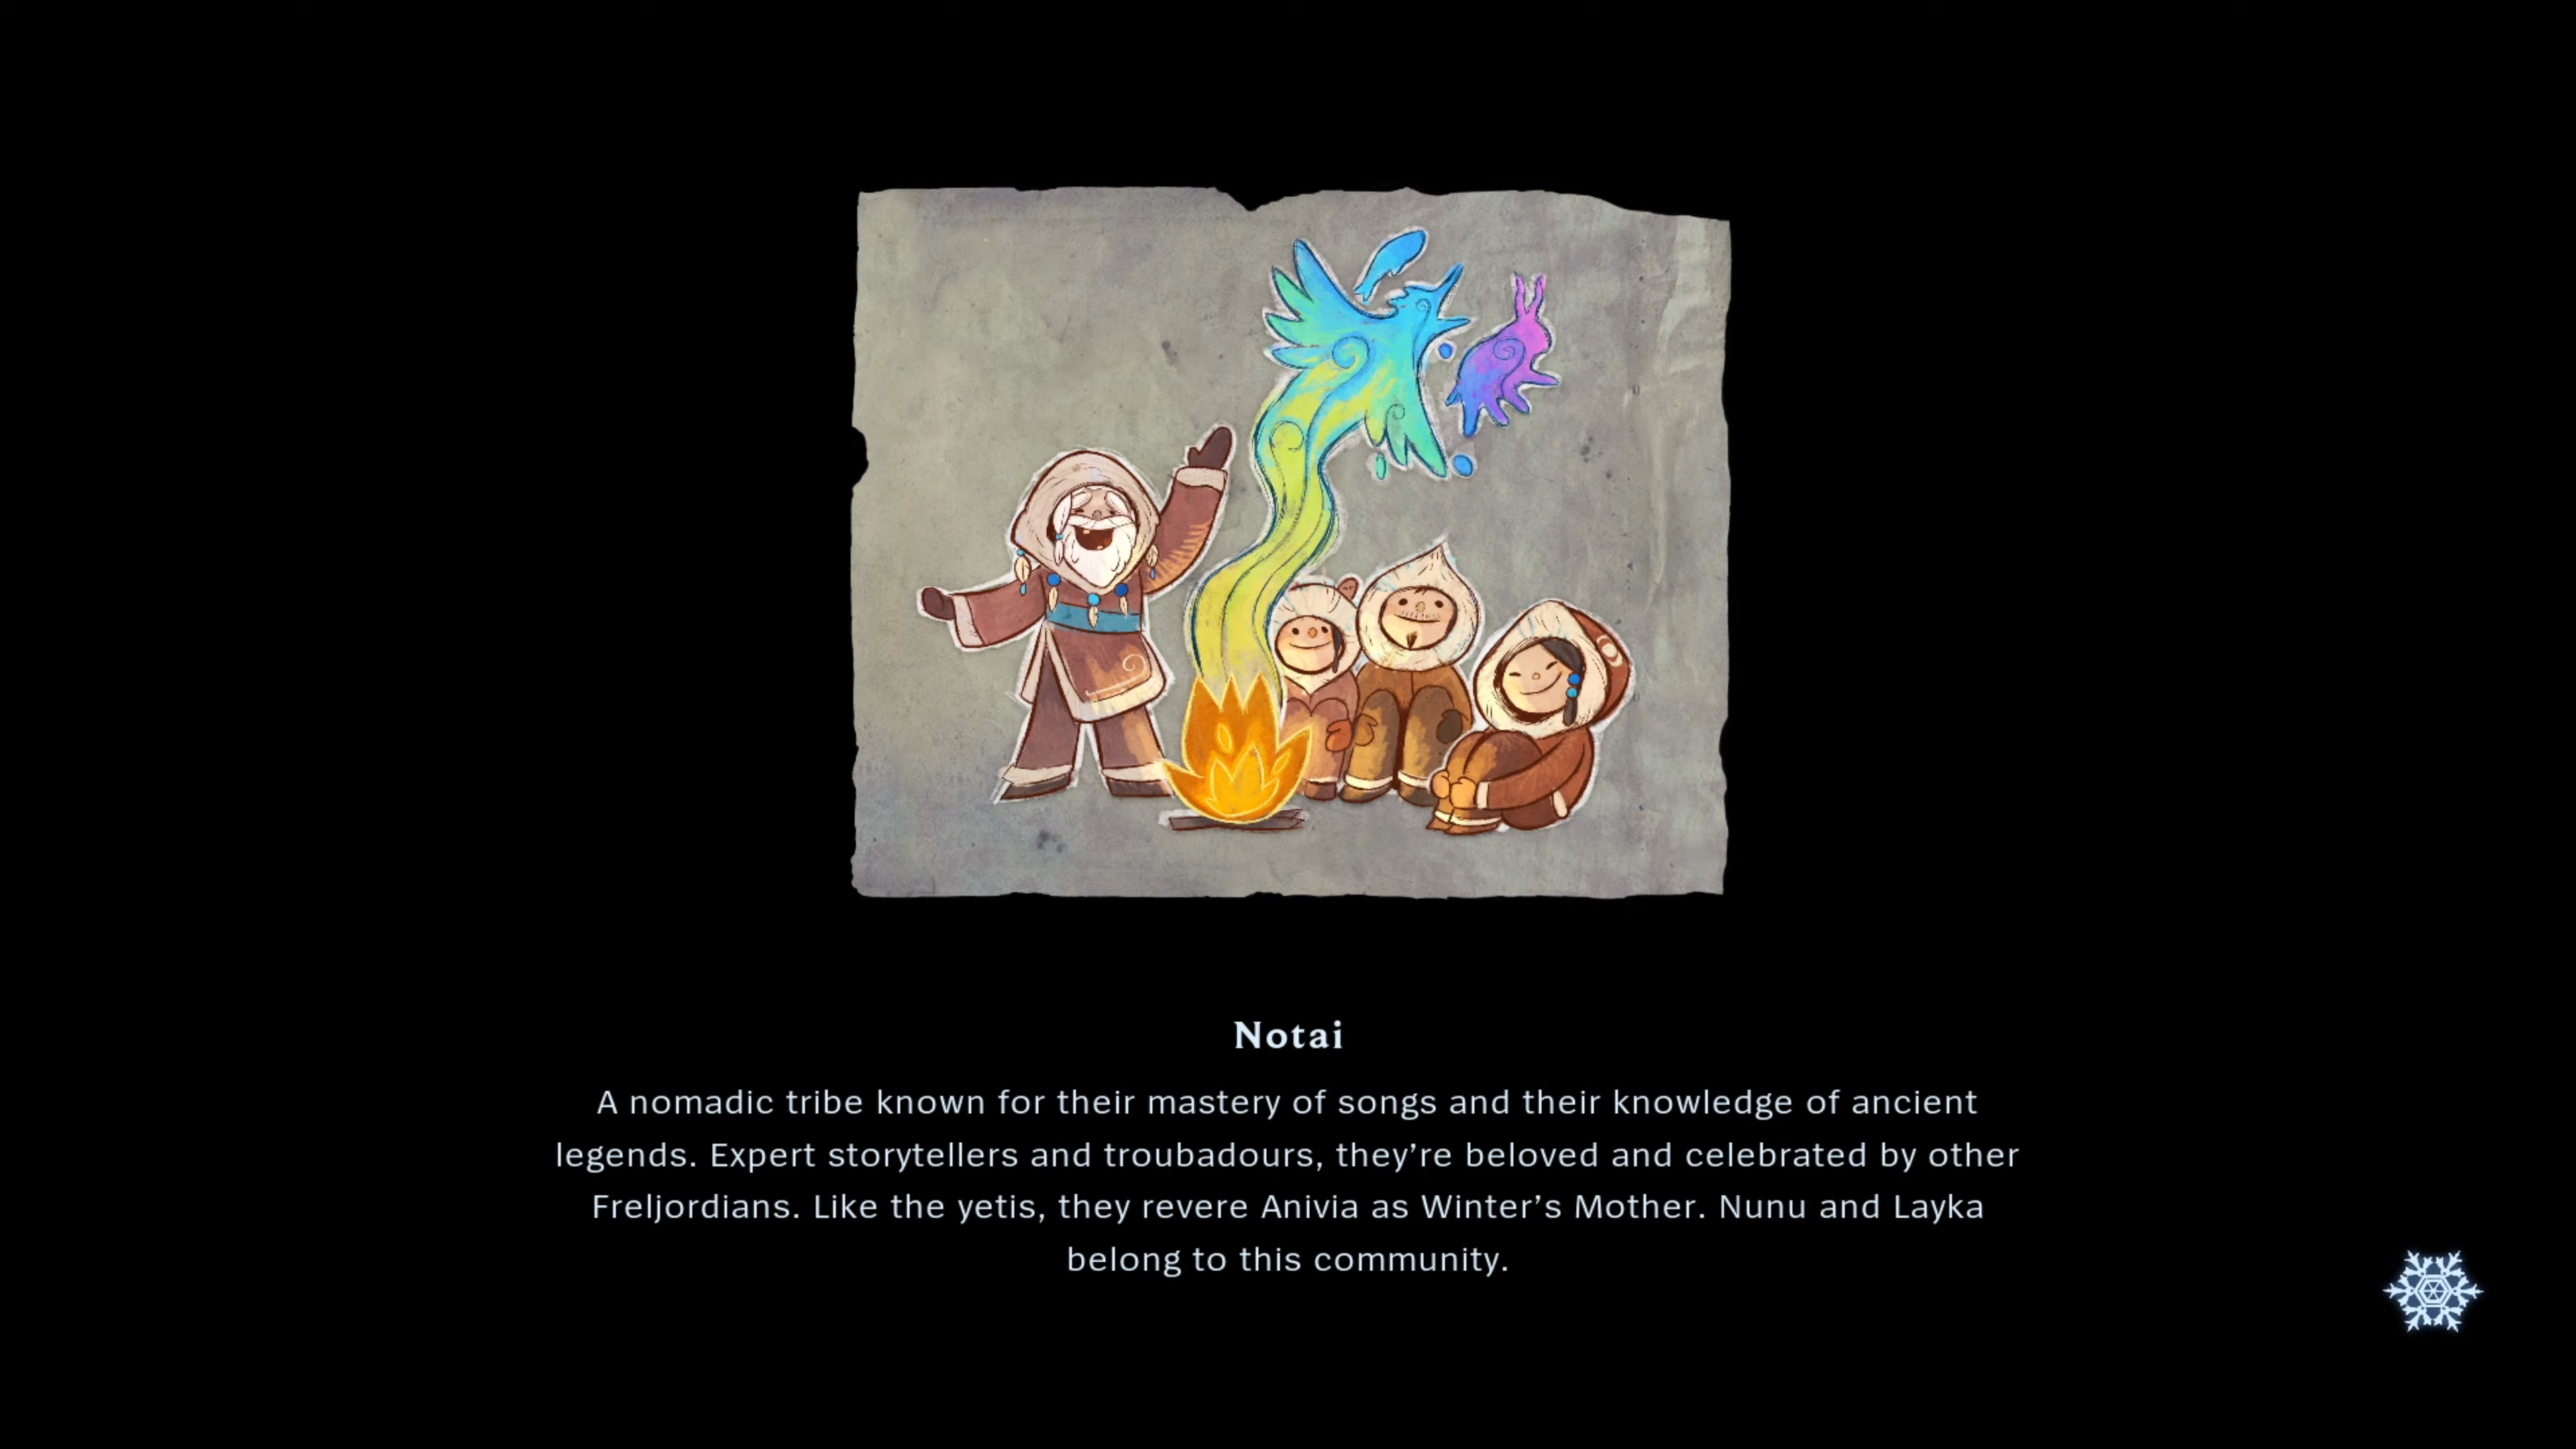 Notai
A nomadic tribe known for their mastery of songs and their knowledge of ancient
legends. Expert storytellers and troubadours, they’re beloved and celebrated by other
Freljordians. Like the yetis, they revere Anivia as Winter’s Mother. Nunu and Layka
belong to this community.